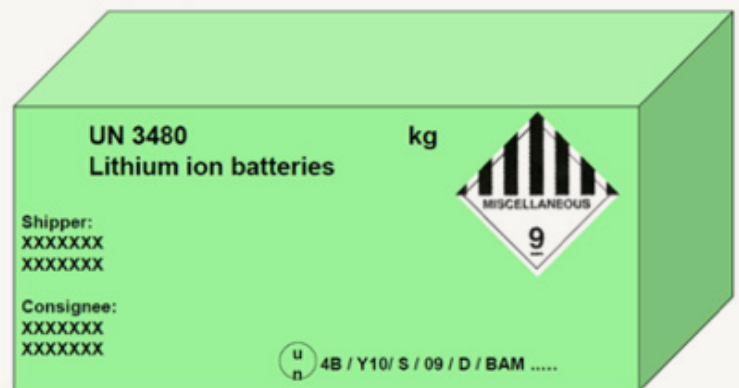 UN 3480 kg
Lithium ion batteries
MISCELLANEOUS
9
Shipper:
XXXXXXX
XXXXXXX
Consignee:
XXXXXXX
XXXXXXX
u
n
4B / Y10/ S / 09 / D / BAM .....